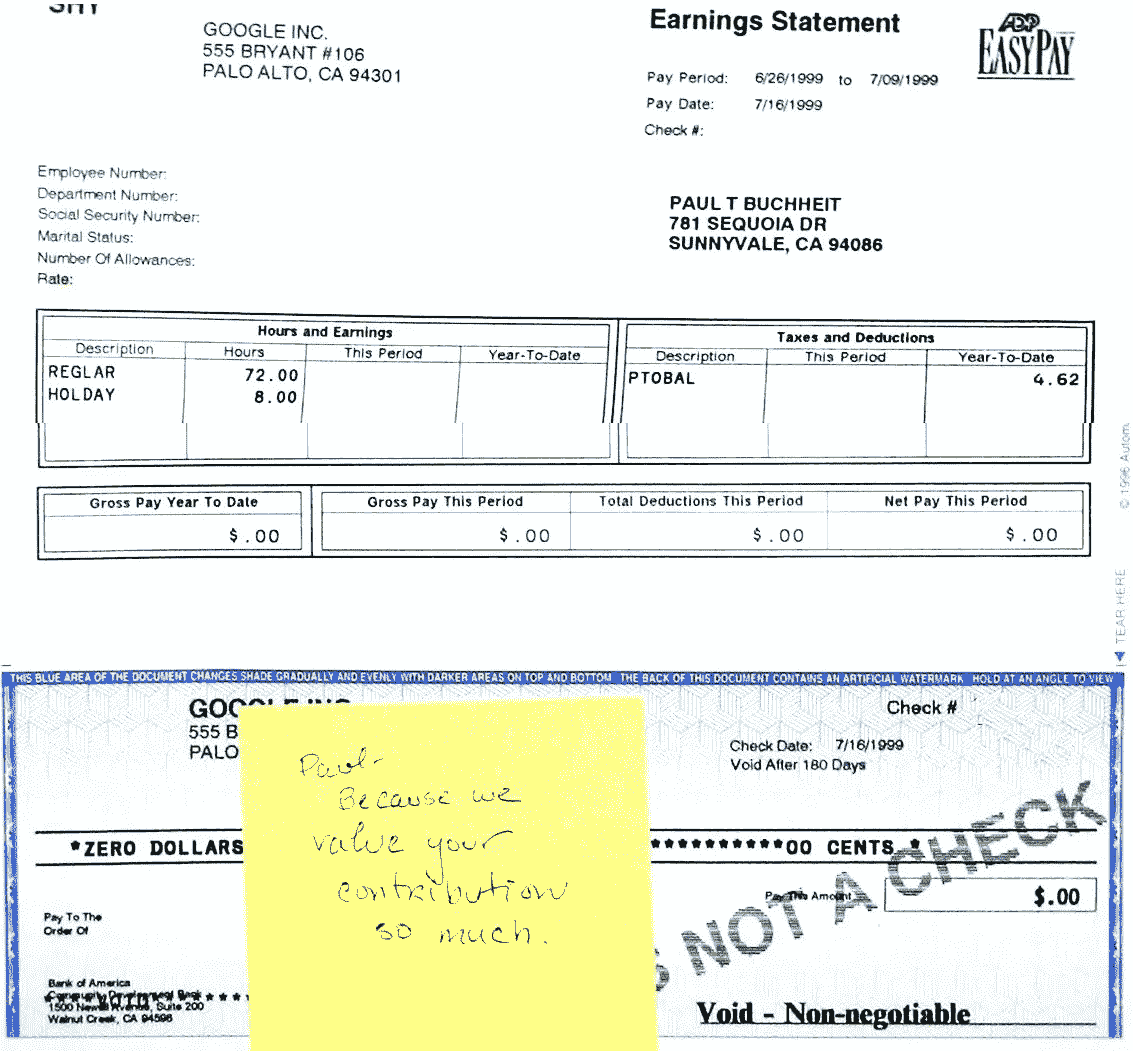 GOOGLE INC.
555 BRYANT #106
PALO ALTO, CA 94301
Earnings Statement
ADP
EASYPAY
Pay Period: 6/26/1999 to 7/09/1999
Pay Date: 7/16/1999
Check #:
Employee Number:
Department Number:
Social Security Number:
Marital Status:
Number Of Allowances:
Rate:
PAUL T BUCHHEIT
781 SEQUOIA DR
SUNNYVALE, CA 94086
Hours and Earnings
Description Hours This Period Year-To-Date
REGLAR 72.00
HOLDAY 8.00
Taxes and Deductions
Description This Period Year-To-Date
PTOBAL 4.62
Gross Pay Year To Date Gross Pay This Period Total Deductions This Period Net Pay This Period
$.00 $.00 $.00 $.00
© 1996 Autom
TEAR HERE
THIS BLUE AREA OF THE DOCUMENT CHANGES SHADE GRADUALLY AND EVENLY WITH DARKER AREAS ON TOP AND BOTTOM THE BACK OF THIS DOCUMENT CONTAINS AN ARTIFICIAL WATERMARK HOLD AT AN ANGLE TO VIEW
GOOGLE INC
555 B
PALO
Check #
Check Date: 7/16/1999
Void After 180 Days
Paul-
Because we
value your
contribution
so much.
*ZERO DOLLARS ***********00 CENTS *
Pay This Amount $.00
NOT A CHECK
Pay To The
Order Of
Bank of America
Community Development Bank
****VOID*******
1500 Newell Avenue, Suite 200
Walnut Creek, CA 94596
Void - Non-negotiable